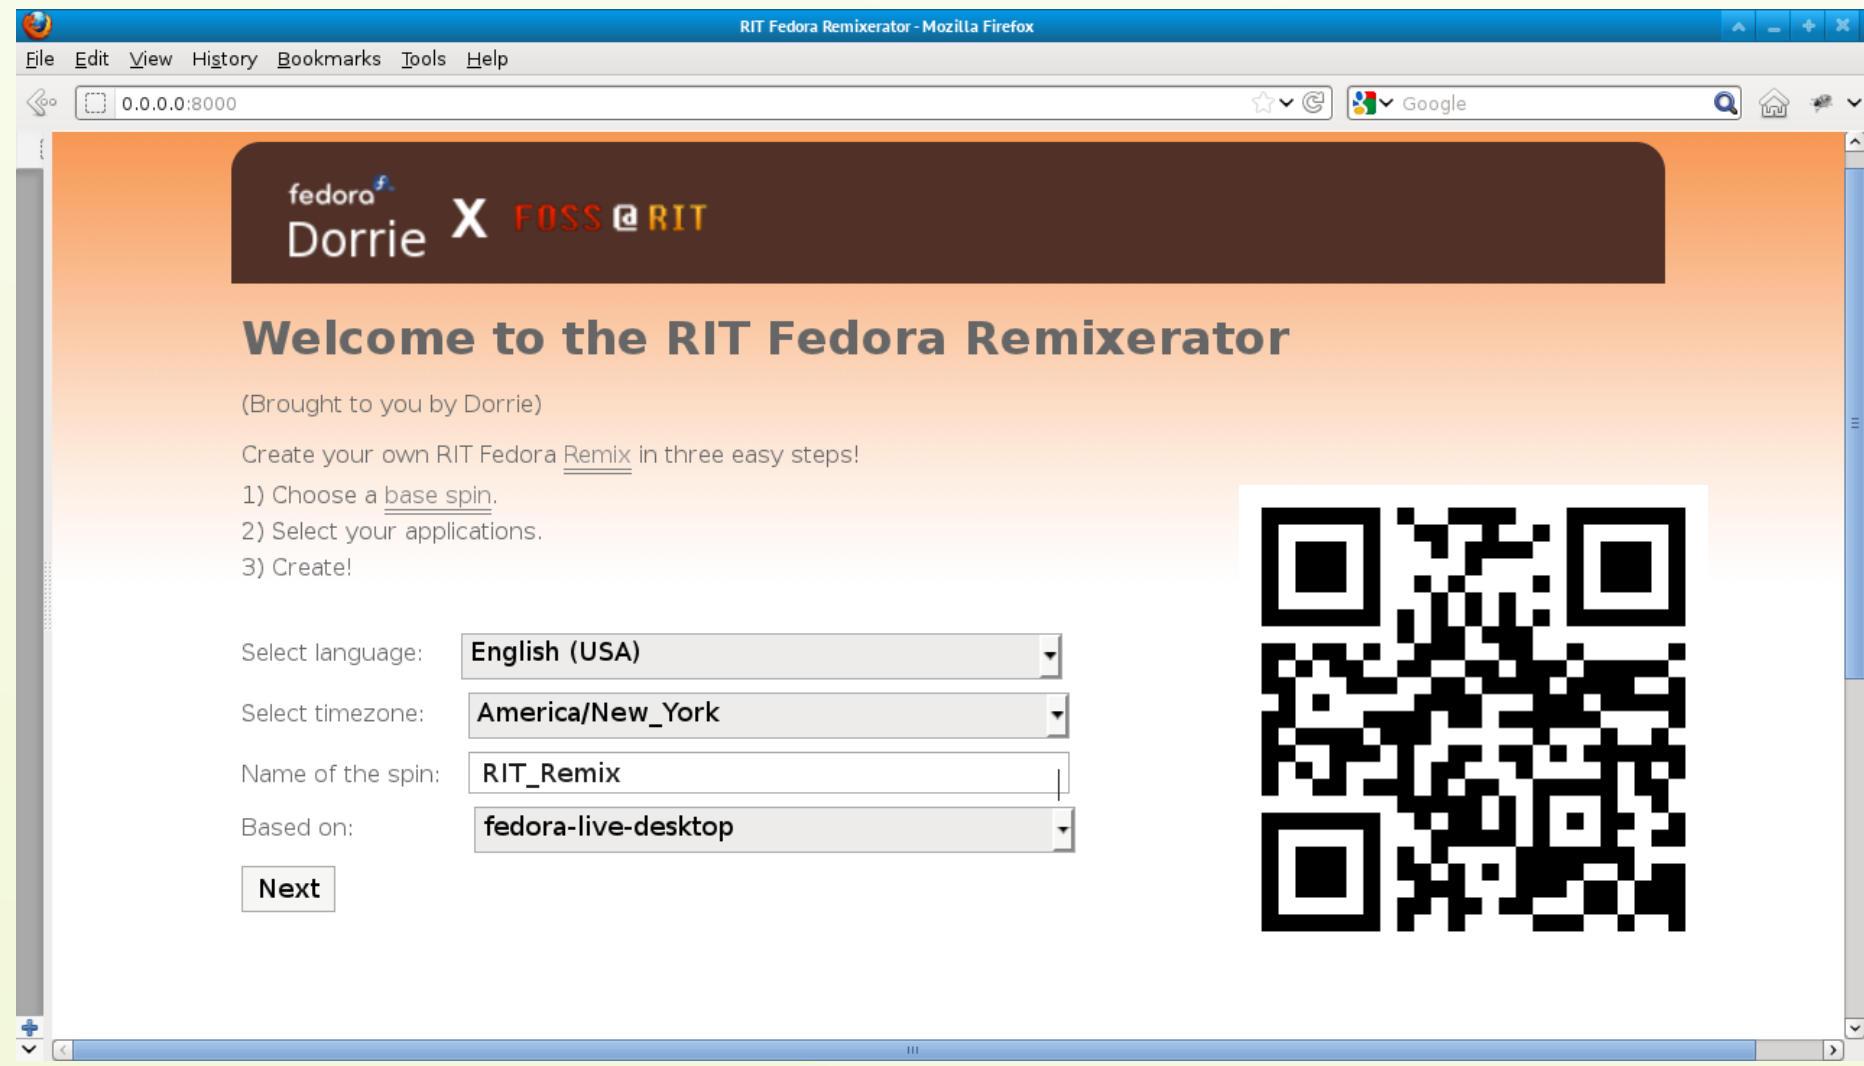 RIT Fedora Remixerator - Mozilla Firefox
File Edit View History Bookmarks Tools Help
0.0.0.0:8000
Google
fedora
Dorrie X FOSS@RIT
Welcome to the RIT Fedora Remixerator
(Brought to you by Dorrie)
Create your own RIT Fedora Remix in three easy steps!
1) Choose a base spin.
2) Select your applications.
3) Create!
Select language: English (USA)
Select timezone: America/New_York
Name of the spin: RIT_Remix
Based on: fedora-live-desktop
Next